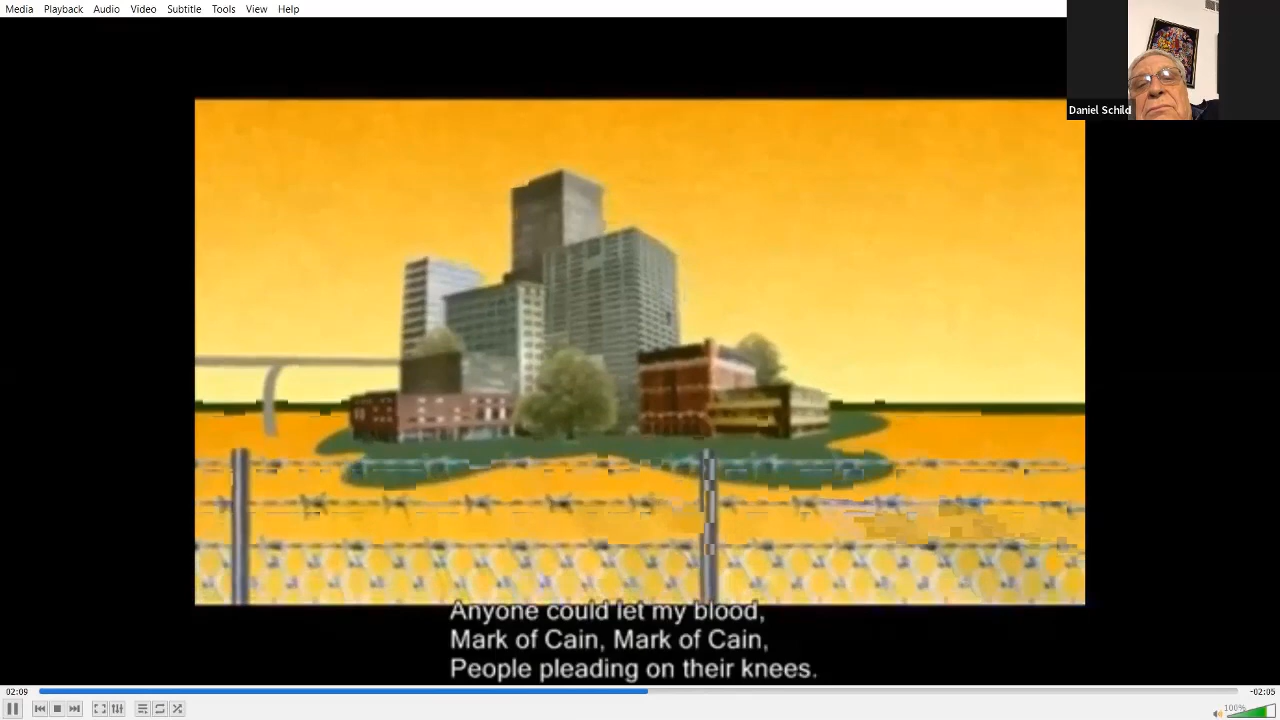 Media Playback Audio Video Subtitle Tools View Help
Daniel Schild
Anyone could let my blood,
Mark of Cain, Mark of Cain,
People pleading on their knees.
02:09
-02:05
100%